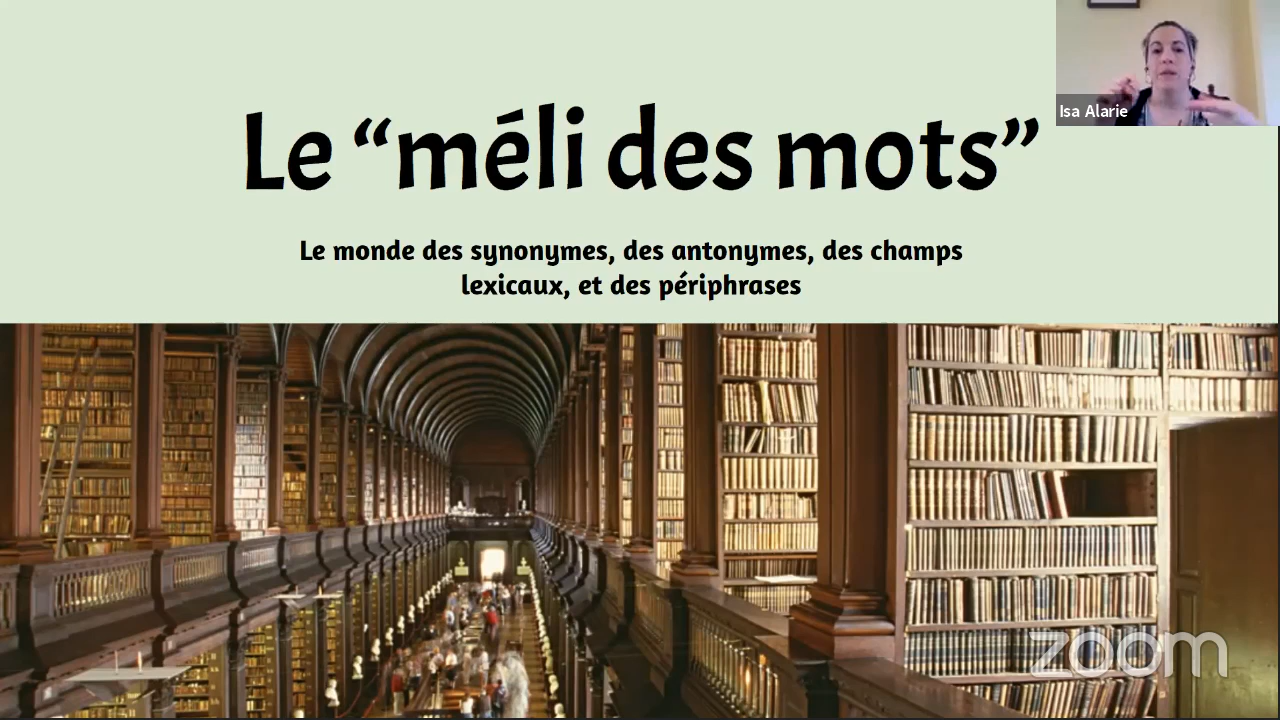 Le “méli des mots”
Isa Alarie
Le monde des synonymes, des antonymes, des champs
lexicaux, et des périphrases
zoom